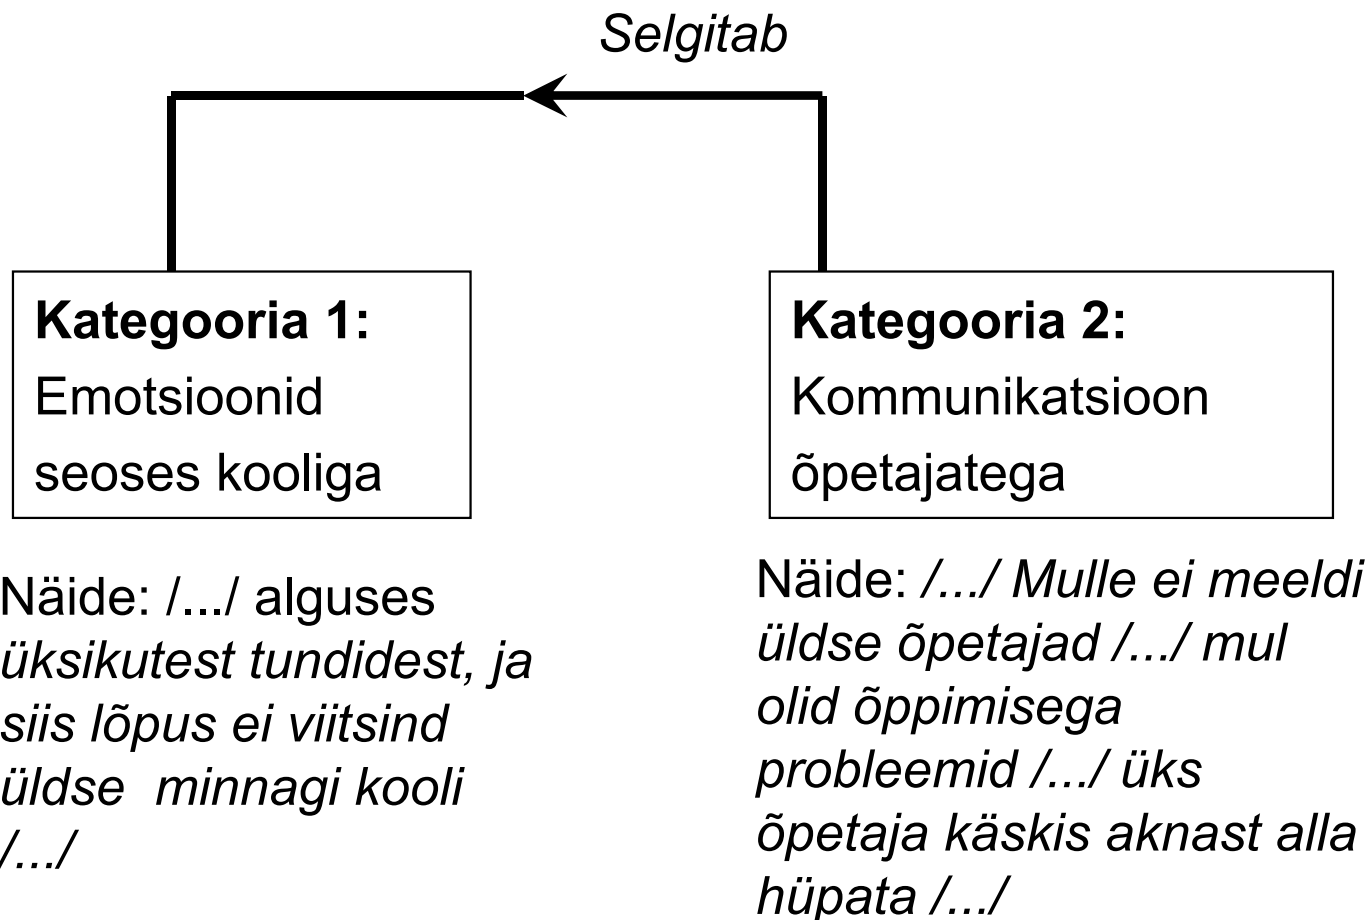 Selgitab
Kategooria 1:
Emotsioonid
seoses kooliga
Kategooria 2:
Kommunikatsioon
õpetajatega
Näide: /.../ alguses
üksikutest tundidest, ja
siis lõpus ei viitsind
üldse  minnagi kooli
/.../
Näide: /.../ Mulle ei meeldi
üldse õpetajad /.../ mul
olid õppimisega
probleemid /.../ üks
õpetaja käskis aknast alla
hüpata /.../